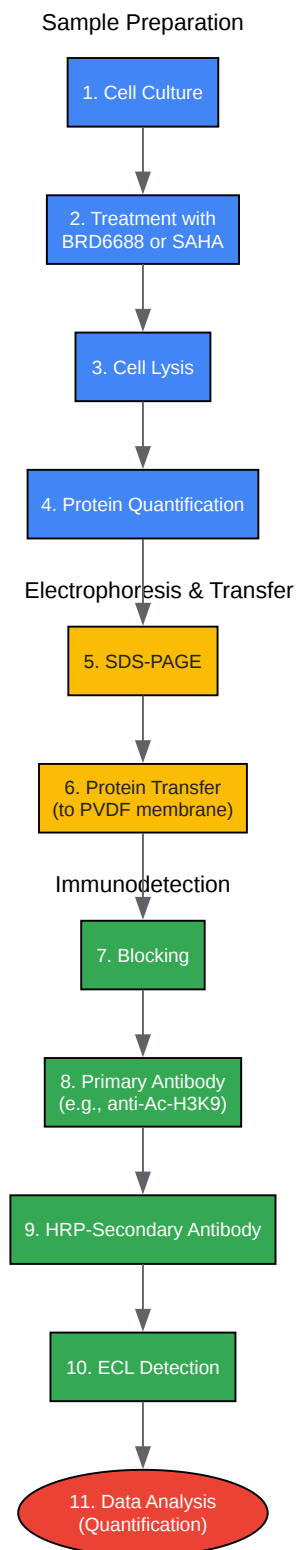 Sample Preparation
1. Cell Culture
2. Treatment with
BRD6688 or SAHA
3. Cell Lysis
4. Protein Quantification
Electrophoresis & Transfer
5. SDS-PAGE
6. Protein Transfer
(to PVDF membrane)
Immunodetection
7. Blocking
8. Primary Antibody
(e.g., anti-Ac-H3K9)
9. HRP-Secondary Antibody
10. ECL Detection
11. Data Analysis
(Quantification)